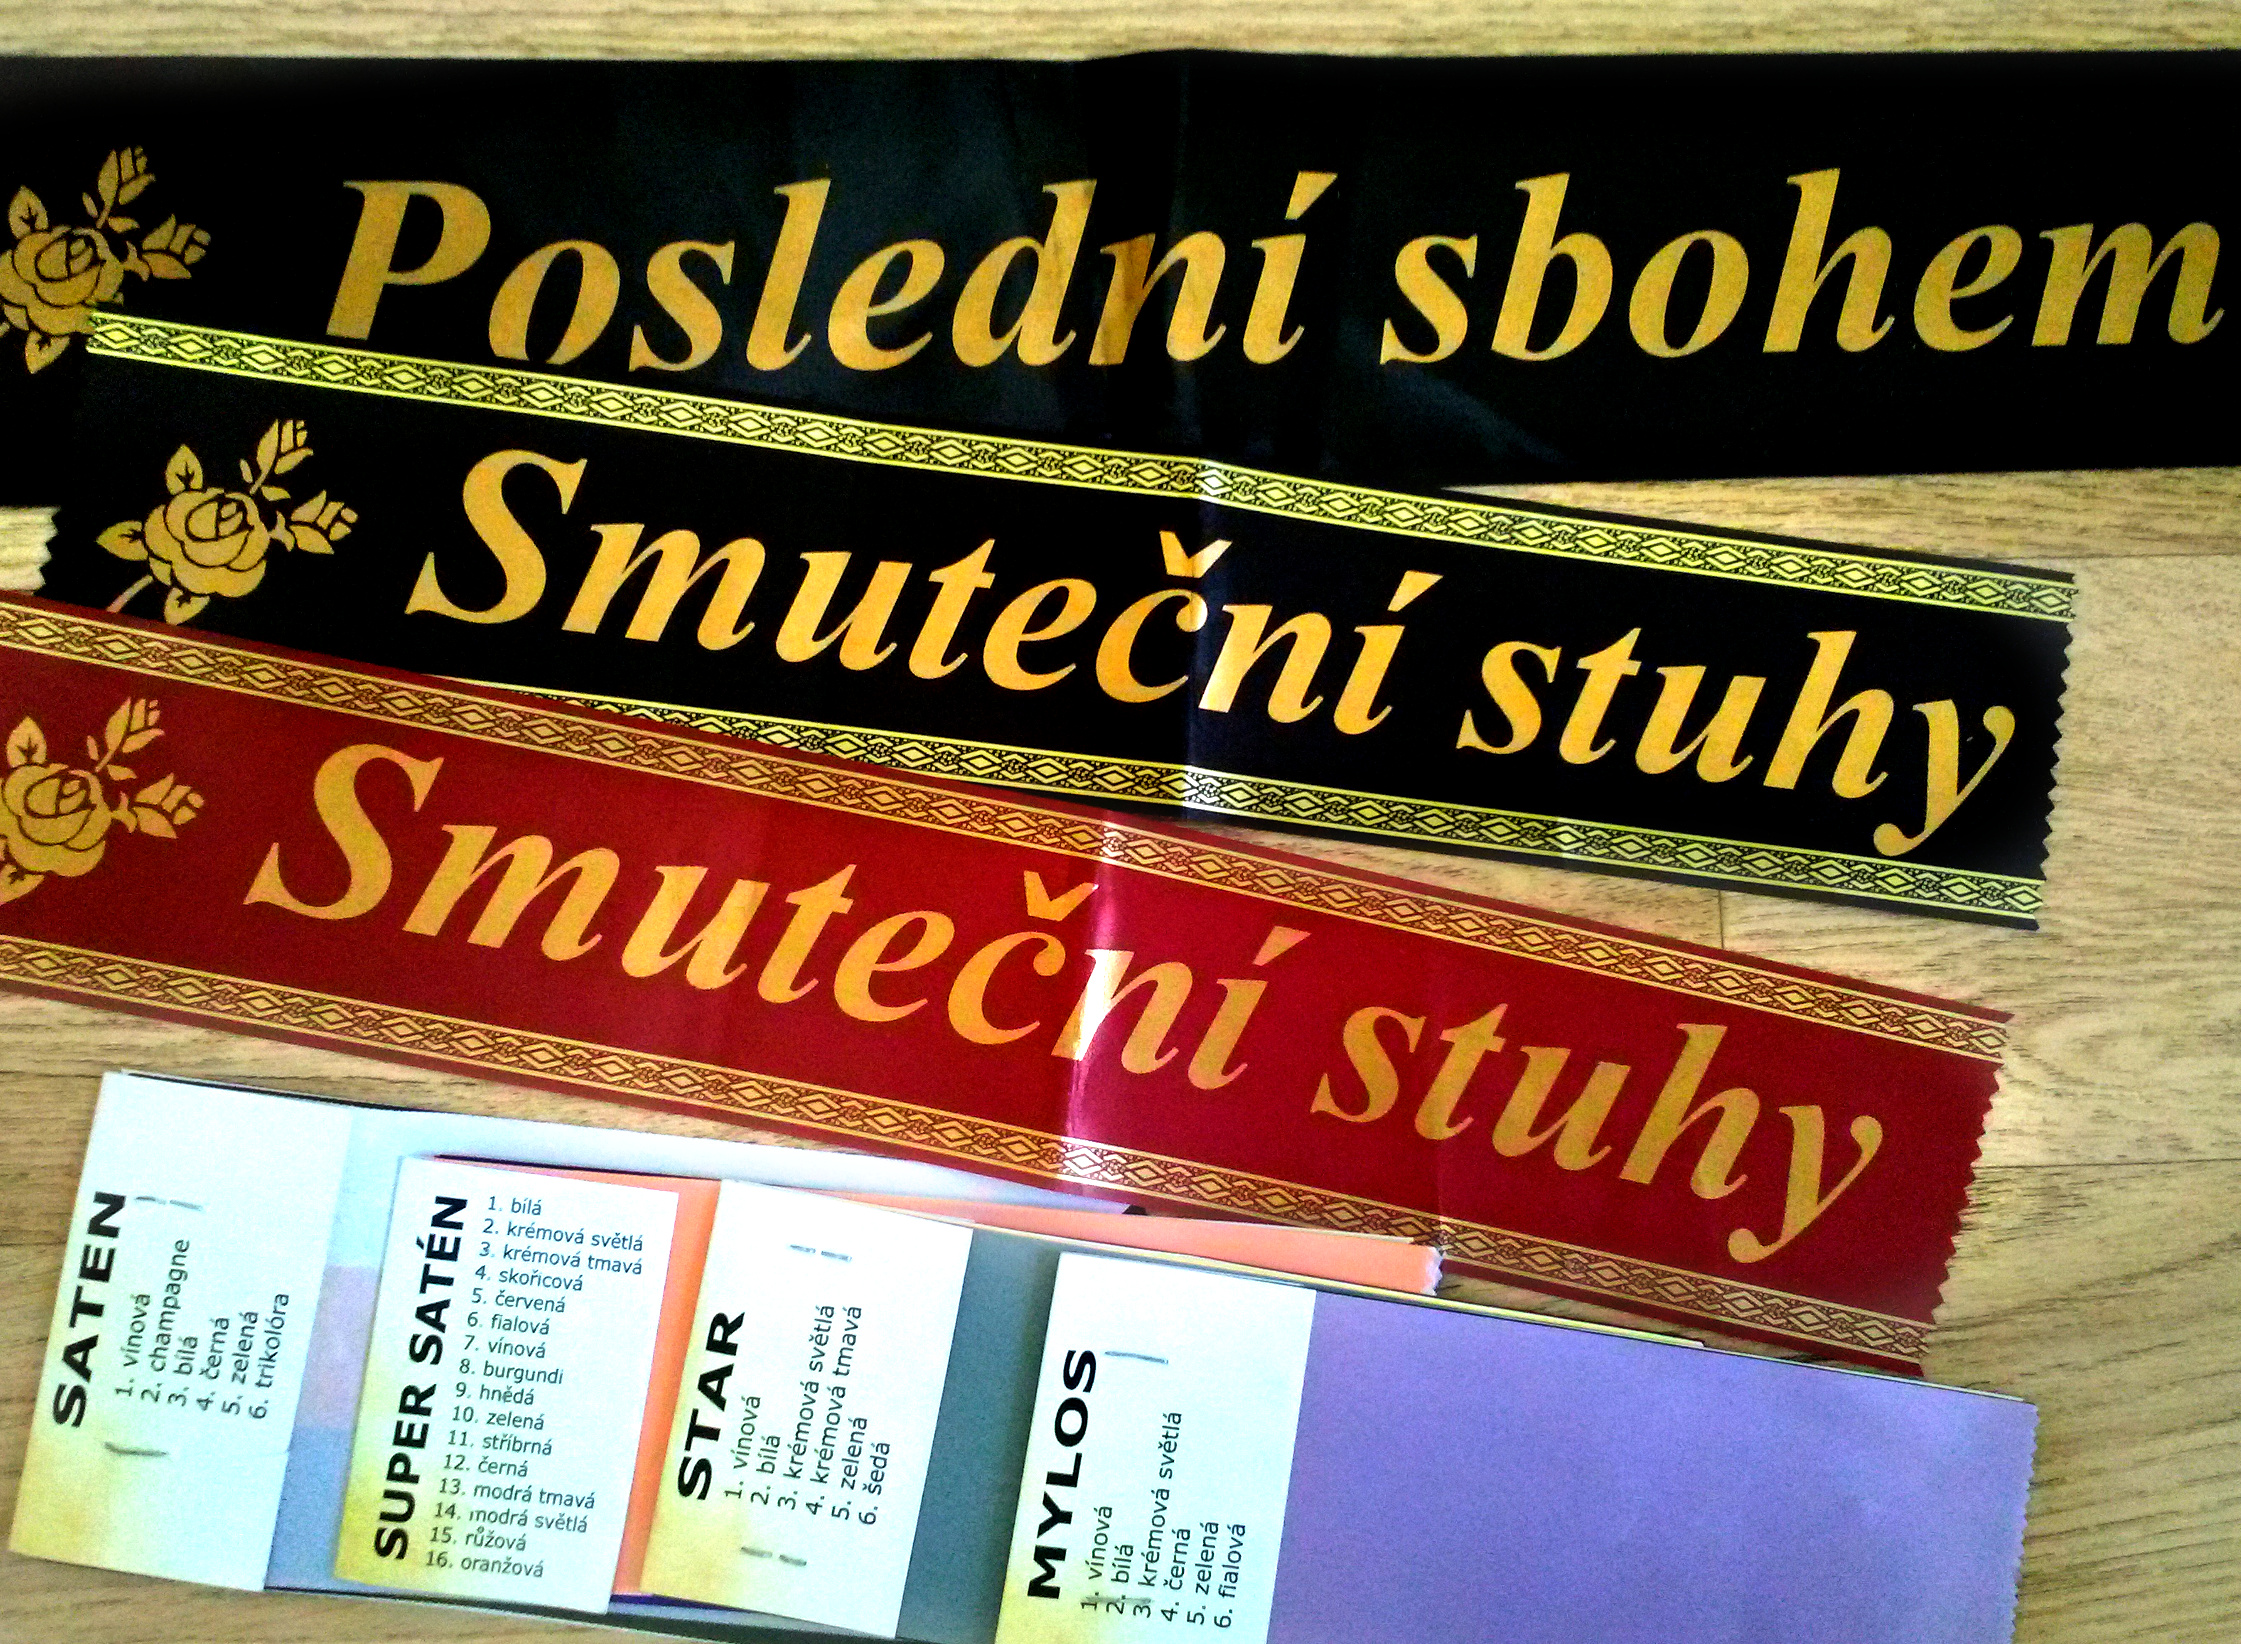 Poslední sbohem
Smuteční stuhy
Smuteční stuhy
SATEN
1. vínová
2. champagne
3. bílá
4. černá
5. zelená
6. trikolóra
SUPER SATÉN
1. bílá
2. krémová světlá
3. krémová tmavá
4. skořicová
5. červená
6. fialová
7. vínová
8. burgundi
9. hnědá
10. zelená
11. stříbrná
12. černá
13. modrá tmavá
14. modrá světlá
15. růžová
16. oranžová
STAR
1. vínová
2. bílá
3. krémová světlá
4. krémová tmavá
5. zelená
6. šedá
MYLOS
1. vínová
2. bílá
3. krémová světlá
4. černá
5. zelená
6. fialová